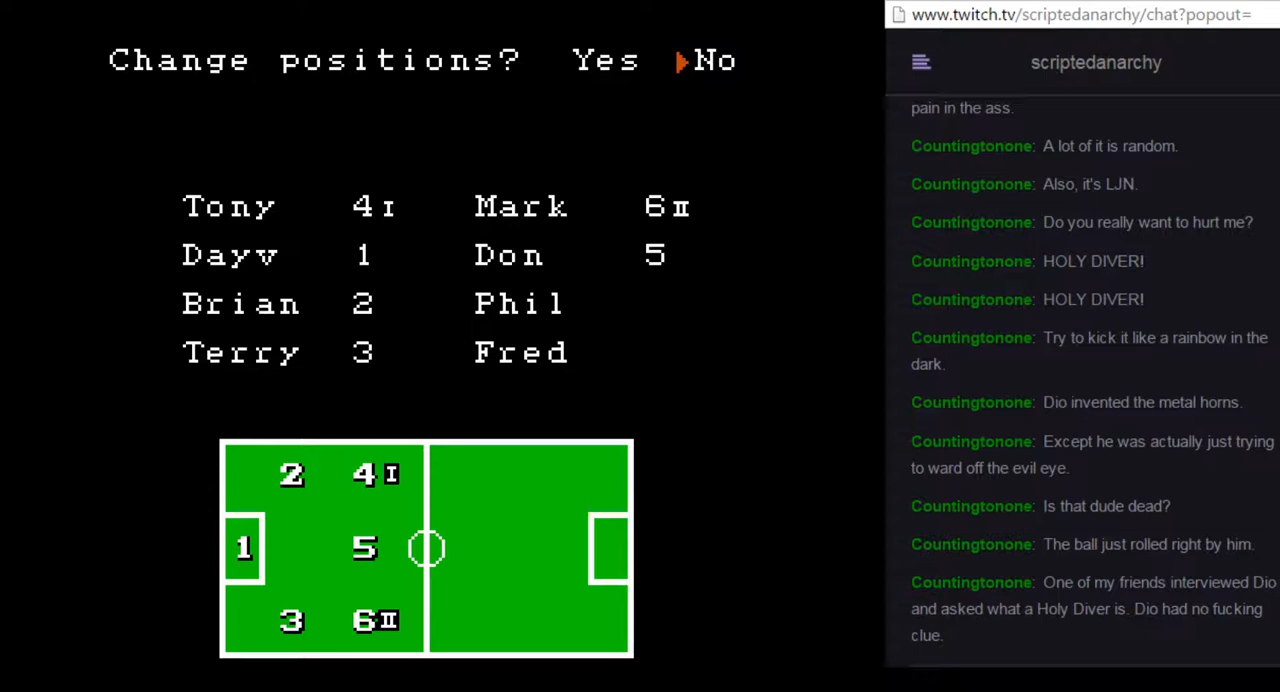 Change positions? Yes No
Tony 4I Mark 6II
Dayv 1 Don 5
Brian 2 Phil
Terry 3 Fred
2 4I
1 5
3 6II
www.twitch.tv/scriptedanarchy/chat?popout=
scriptedanarchy
pain in the ass.
Countingtonone: A lot of it is random.
Countingtonone: Also, it's LJN.
Countingtonone: Do you really want to hurt me?
Countingtonone: HOLY DIVER!
Countingtonone: HOLY DIVER!
Countingtonone: Try to kick it like a rainbow in the
dark.
Countingtonone: Dio invented the metal horns.
Countingtonone: Except he was actually just trying
to ward off the evil eye.
Countingtonone: Is that dude dead?
Countingtonone: The ball just rolled right by him.
Countingtonone: One of my friends interviewed Dio
and asked what a Holy Diver is. Dio had no fucking
clue.